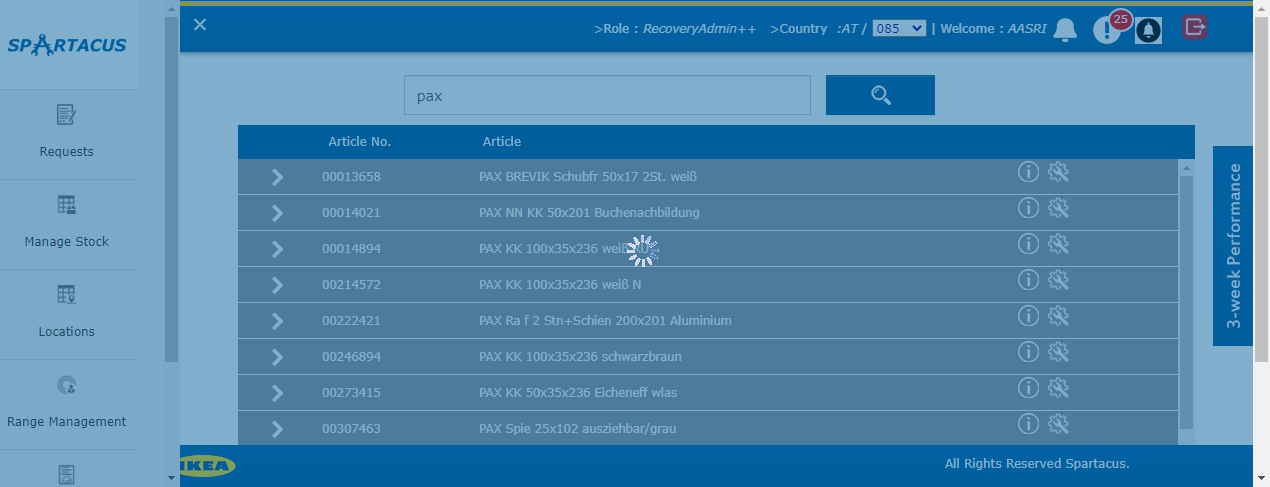 SPARTACUS
>Role : RecoveryAdmin++ >Country :AT / 085 | Welcome : AASRI
25
pax
Requests
Manage Stock
Locations
Range Management
Article No. Article
00013658 PAX BREVIK Schubfr 50x17 2St. weiß
00014021 PAX NN KK 50x201 Buchenachbildung
00014894 PAX KK 100x35x236 weiß RU
00214572 PAX KK 100x35x236 weiß N
00222421 PAX Ra f 2 Stn+Schien 200x201 Aluminium
00246894 PAX KK 100x35x236 schwarzbraun
00273415 PAX KK 50x35x236 Eicheneff wlas
00307463 PAX Spie 25x102 ausziehbar/grau
3-week Performance
IKEA
All Rights Reserved Spartacus.